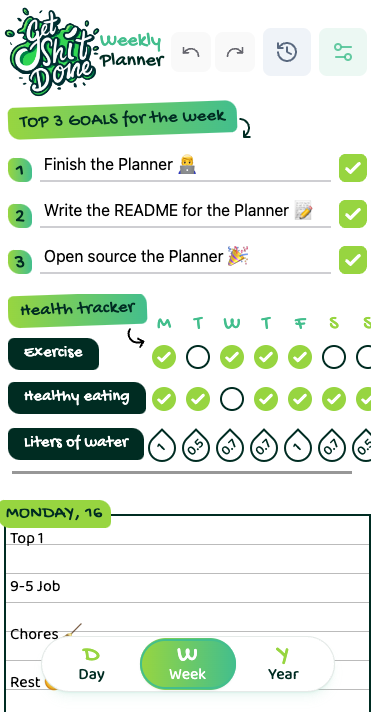 Get
Shit
Done
Weekly
Planner
TOP 3 GOALS for the week
1 Finish the Planner 👨‍💻
2 Write the README for the Planner 📝
3 Open source the Planner 🎉
Health tracker
M T W T F S S
Exercise
Healthy eating
Liters of water 1 0.5 0.7 0.7 1 0.7 0.5
MONDAY, 16
Top 1
9-5 Job
Chores 🧹
Rest
D W Y
Day Week Year